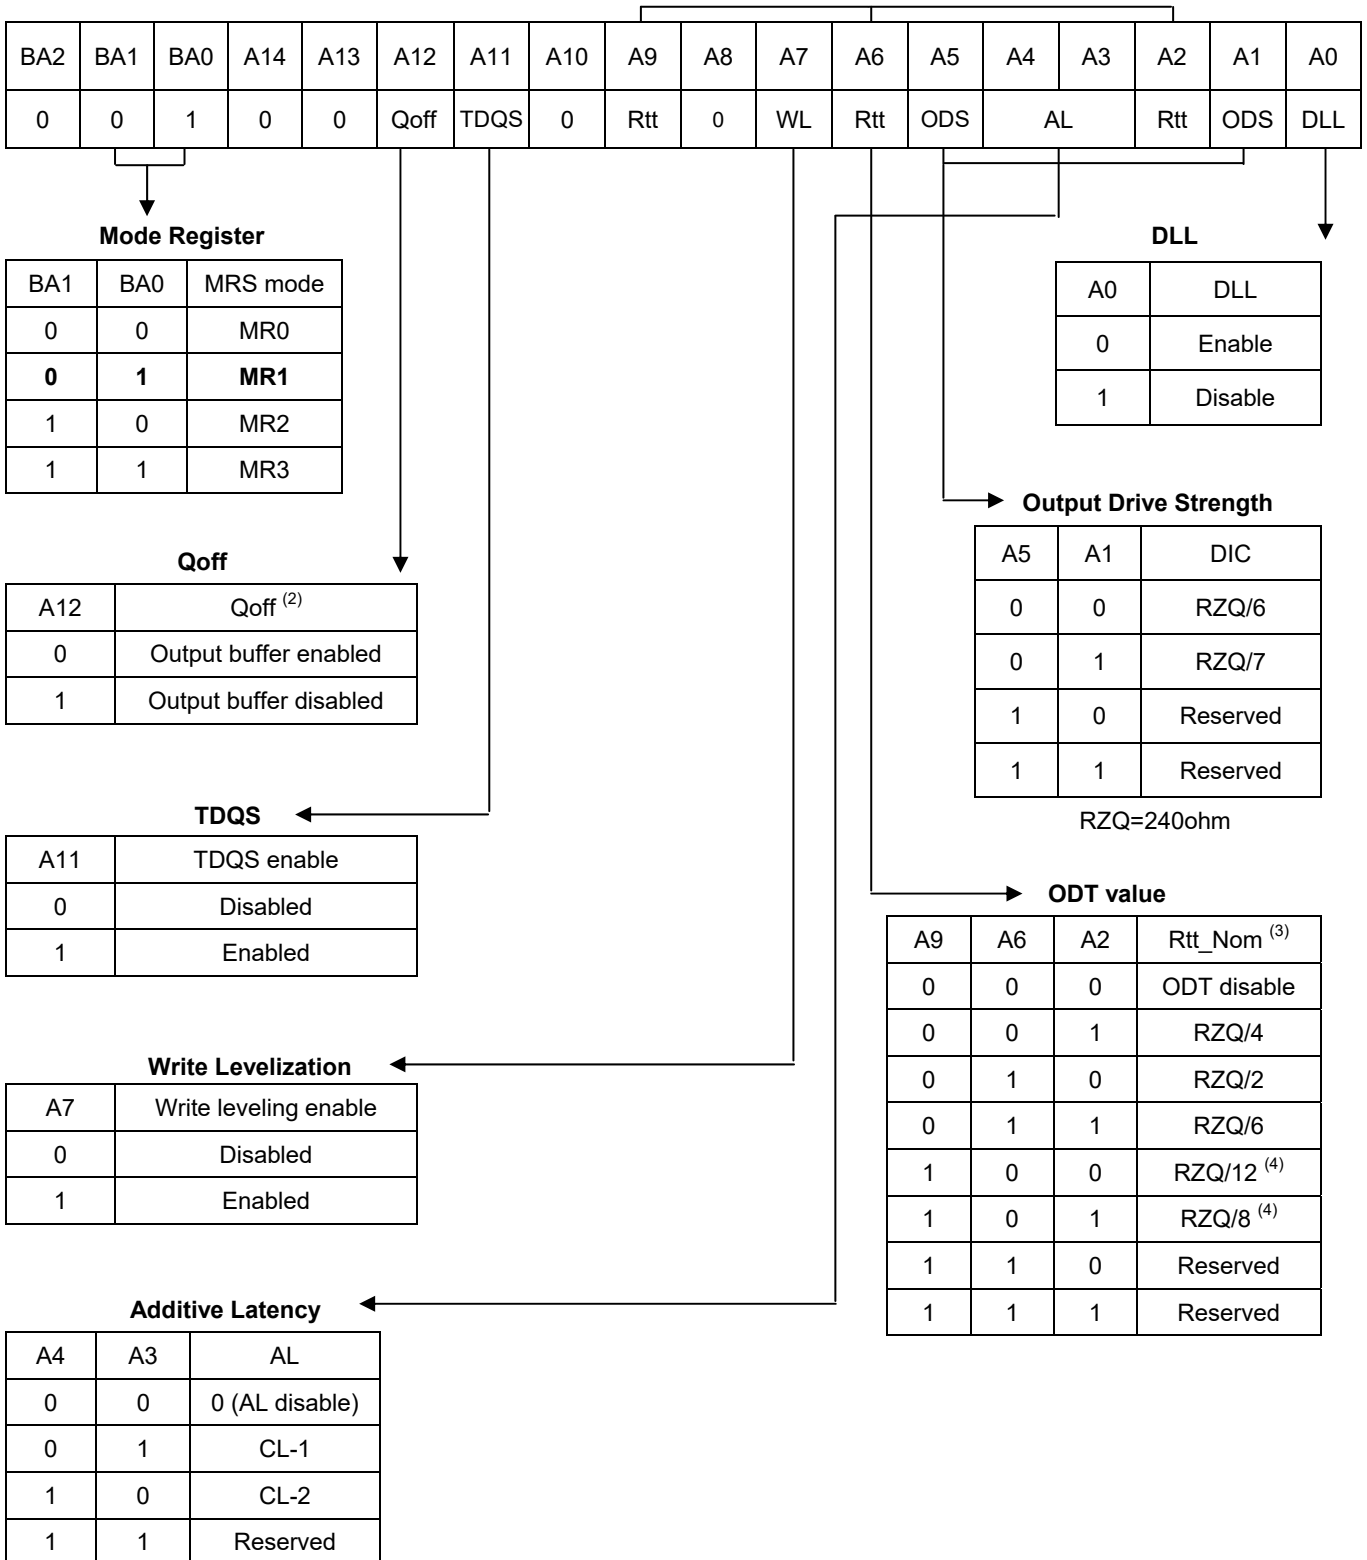 BA2 BA1 BA0 A14 A13 A12 A11 A10 A9 A8 A7 A6 A5 A4 A3 A2 A1 A0
0 0 1 0 0 Qoff TDQS 0 Rtt 0 WL Rtt ODS AL Rtt ODS DLL
Mode Register
BA1 BA0 MRS mode
0 0 MR0
0 1 MR1
1 0 MR2
1 1 MR3
Qoff
A12 Qoff (2)
0 Output buffer enabled
1 Output buffer disabled
TDQS
A11 TDQS enable
0 Disabled
1 Enabled
Write Levelization
A7 Write leveling enable
0 Disabled
1 Enabled
Additive Latency
A4 A3 AL
0 0 0 (AL disable)
0 1 CL-1
1 0 CL-2
1 1 Reserved
DLL
A0 DLL
0 Enable
1 Disable
Output Drive Strength
A5 A1 DIC
0 0 RZQ/6
0 1 RZQ/7
1 0 Reserved
1 1 Reserved
RZQ=240ohm
ODT value
A9 A6 A2 Rtt_Nom (3)
0 0 0 ODT disable
0 0 1 RZQ/4
0 1 0 RZQ/2
0 1 1 RZQ/6
1 0 0 RZQ/12 (4)
1 0 1 RZQ/8 (4)
1 1 0 Reserved
1 1 1 Reserved